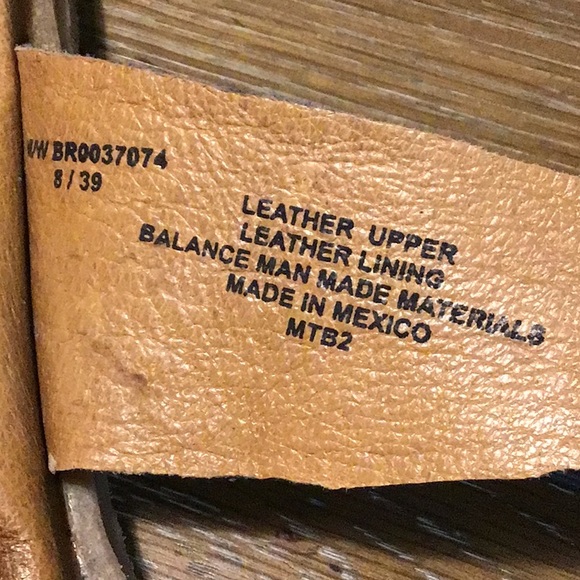 BR0037074
8 / 39
LEATHER UPPER
LEATHER LINING
BALANCE MAN MADE MATERIALS
MADE IN MEXICO
MTB2